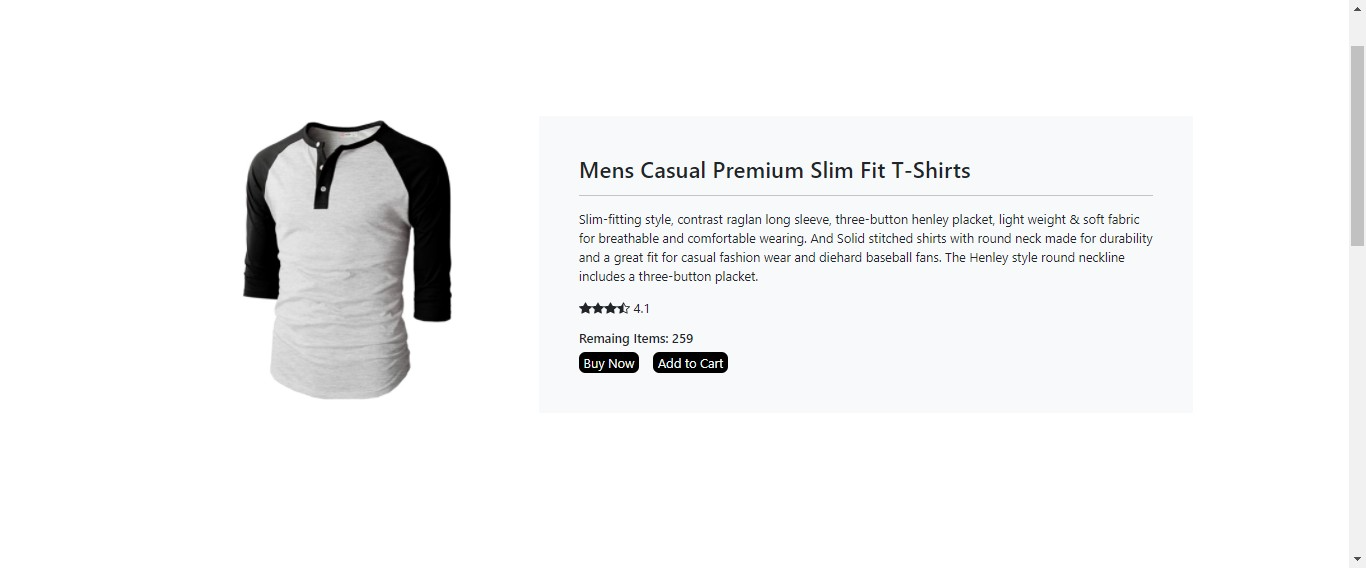 Mens Casual Premium Slim Fit T-Shirts
Slim-fitting style, contrast raglan long sleeve, three-button henley placket, light weight & soft fabric
for breathable and comfortable wearing. And Solid stitched shirts with round neck made for durability
and a great fit for casual fashion wear and diehard baseball fans. The Henley style round neckline
includes a three-button placket.
4.1
Remaing Items: 259
Buy Now Add to Cart